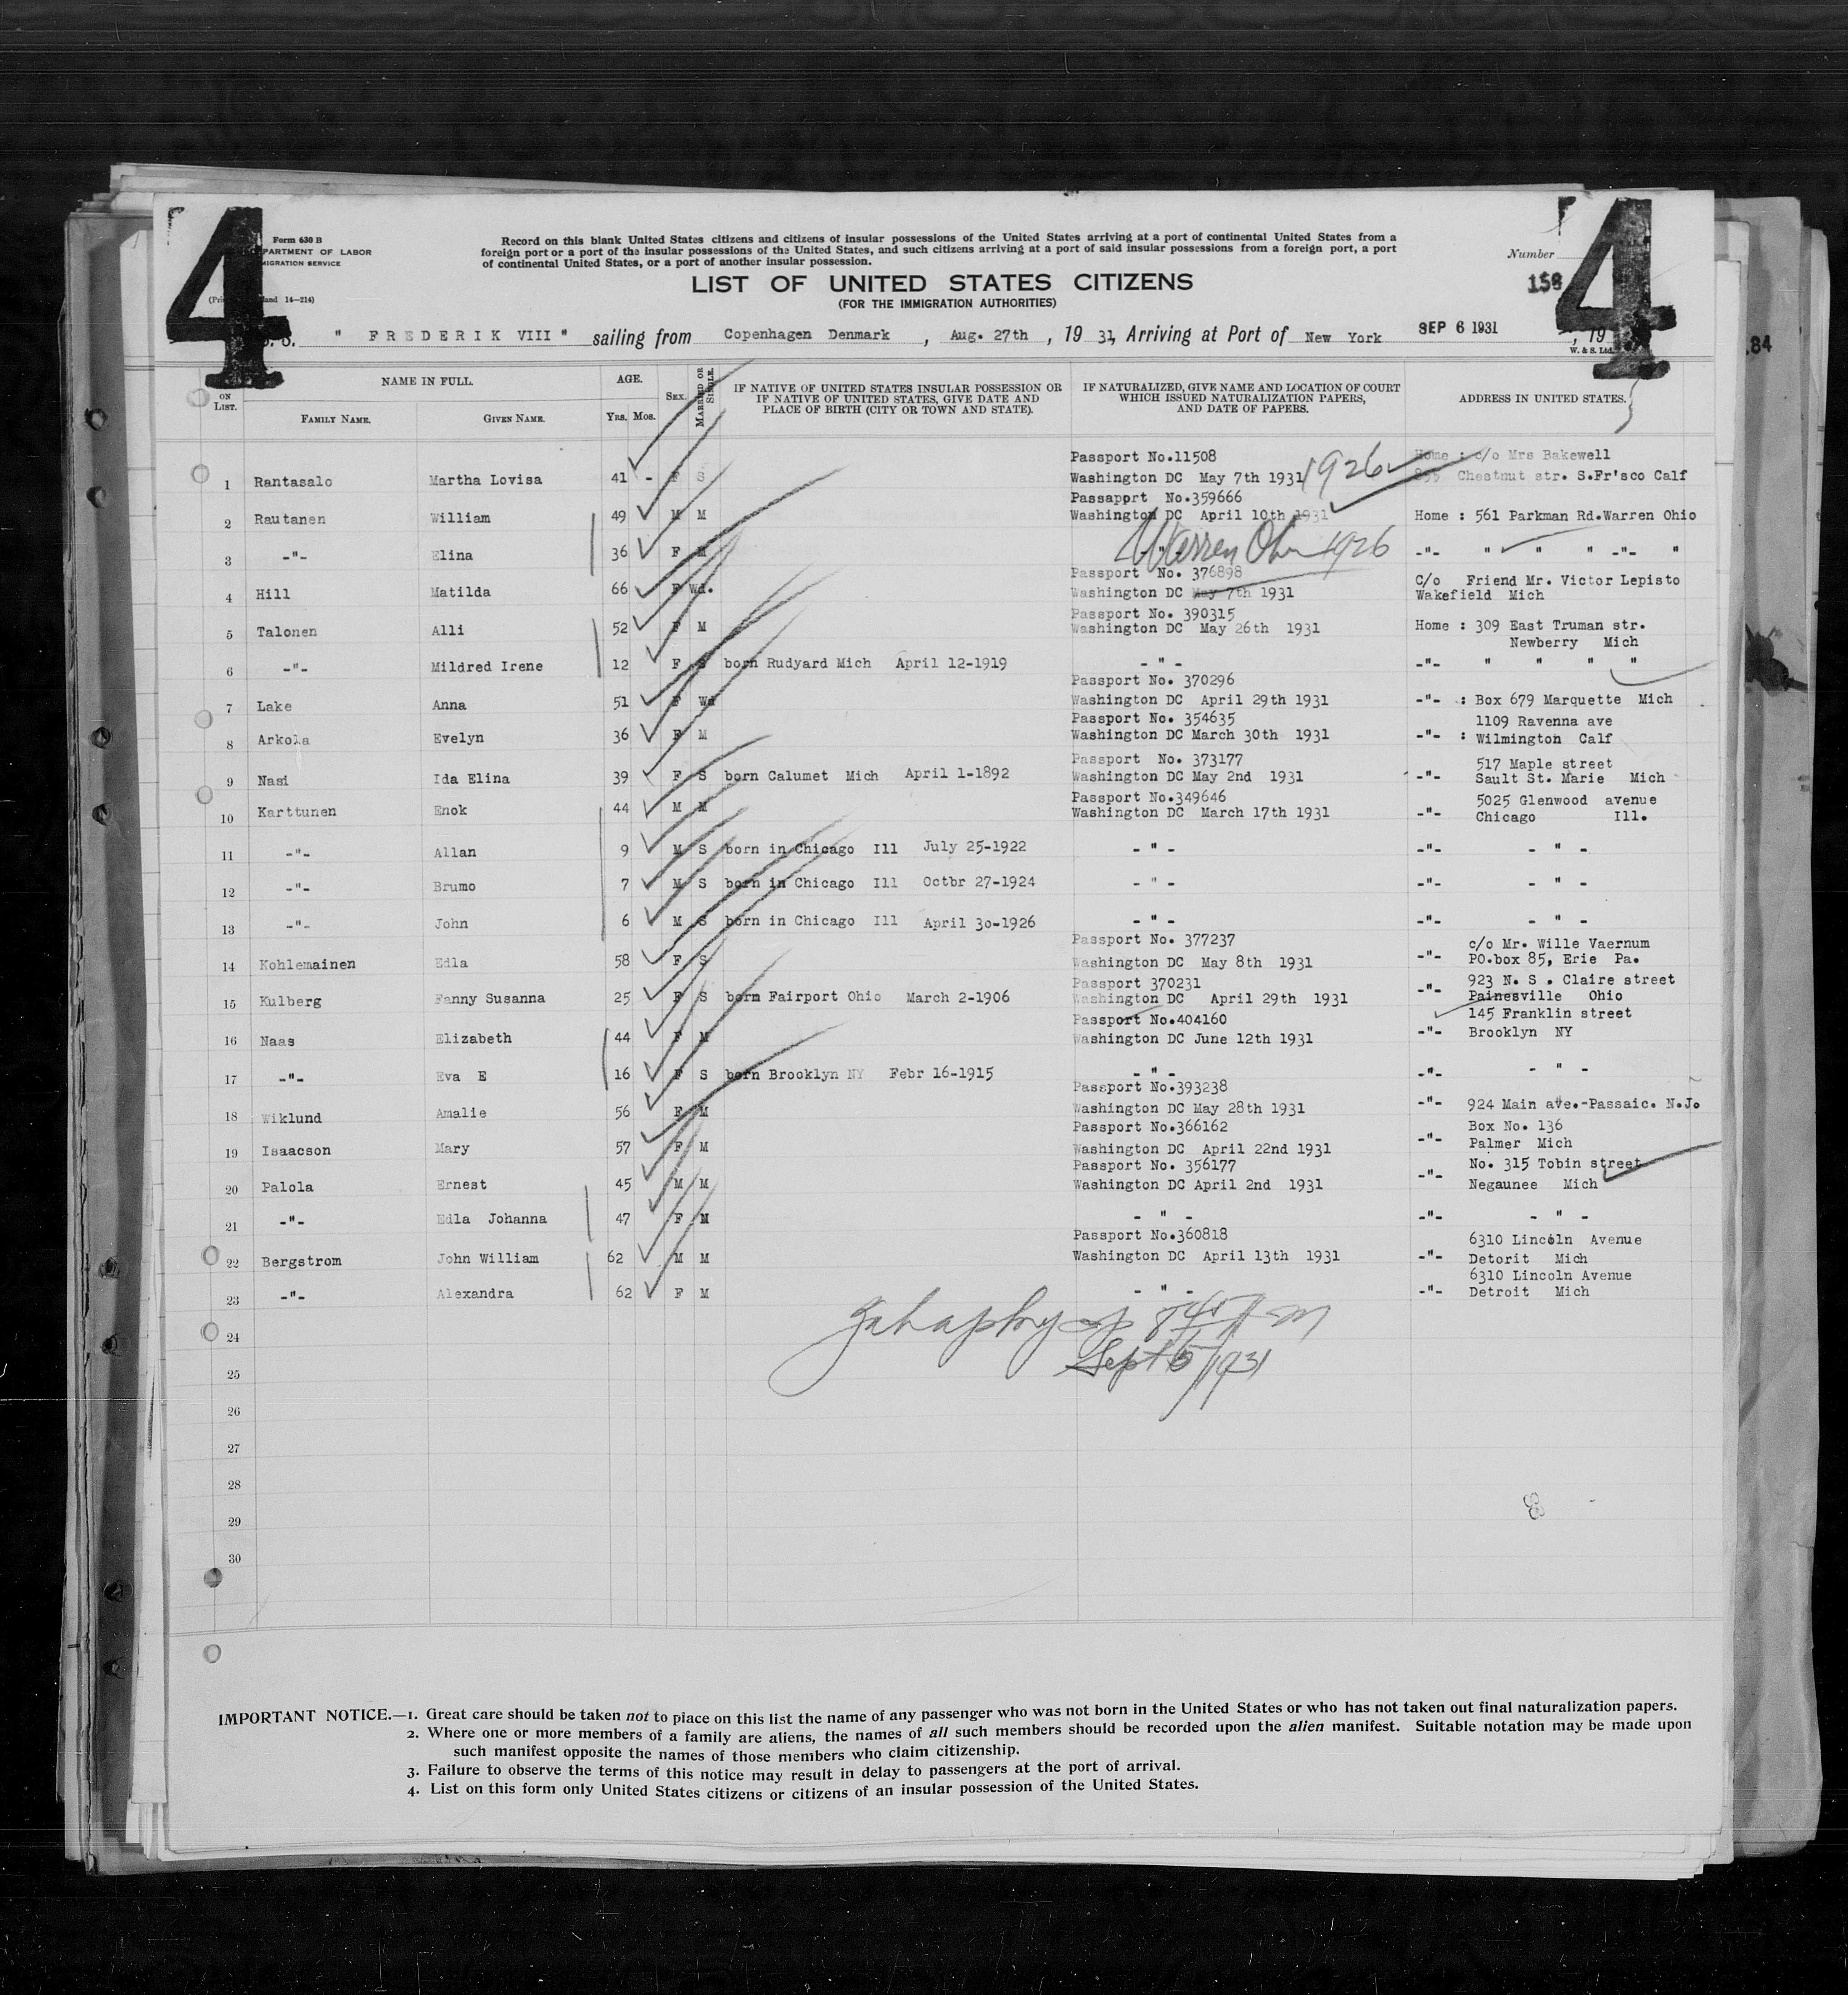 4
4
Form 630 B
PARTMENT OF LABOR
MIGRATION SERVICE
Record on this blank United States citizens and citizens of insular possessions of the United States arriving at a port of continental United States from a
foreign port or a port of the insular possessions of the United States, and such citizens arriving at a port of said insular possessions from a foreign port, a port
of continental United States, or a port of another insular possession.
Number
158
LIST OF UNITED STATES CITIZENS
(FOR THE IMMIGRATION AUTHORITIES)
and 14—214)
S. S. " FREDERIK VIII " sailing from Copenhagen Denmark , Aug. 27th , 19 31, Arriving at Port of New York SEP 6 1931 , 19
W. & S. Ltd.
84
ON LIST. NAME IN FULL. AGE. SEX. MARRIED OR SINGLE. IF NATIVE OF UNITED STATES INSULAR POSSESSION OR IF NATIVE OF UNITED STATES, GIVE DATE AND PLACE OF BIRTH (CITY OR TOWN AND STATE). IF NATURALIZED, GIVE NAME AND LOCATION OF COURT WHICH ISSUED NATURALIZATION PAPERS, AND DATE OF PAPERS. ADDRESS IN UNITED STATES.
FAMILY NAME. GIVEN NAME. YRS. MOS.
Passport No.11508 Home : c/o Mrs Bakewell
1 Rantasalo Martha Lovisa 41 - F S Washington DC May 7th 1931 1926 Chestnut str. S.Fr'sco Calf
Passaport No.359666
2 Rautanen William 49 M M Washington DC April 10th 1931 Home : 561 Parkman Rd.Warren Ohio
3 -"- Elina 36 F M Warren Ohio 1926 -"- " " " -"- "
Passport No. 376898 C/o Friend Mr. Victor Lepisto
4 Hill Matilda 66 F Wd. Washington DC May 7th 1931 Wakefield Mich
Passport No. 390315
5 Talonen Alli 52 F M Washington DC May 26th 1931 Home : 309 East Truman str.
Newberry Mich
6 -"- Mildred Irene 12 F S born Rudyard Mich April 12-1919 - " - -"- " " " "
Passport No. 370296
7 Lake Anna 51 F Wd Washington DC April 29th 1931 -"- : Box 679 Marquette Mich
Passport No. 354635 1109 Ravenna ave
8 Arkola Evelyn 36 F M Washington DC March 30th 1931 -"- : Wilmington Calf
Passport No. 373177 517 Maple street
9 Nasi Ida Elina 39 F S born Calumet Mich April 1-1892 Washington DC May 2nd 1931 -"- Sault St. Marie Mich
Passport No.349646 5025 Glenwood avenue
10 Karttunen Enok 44 M M Washington DC March 17th 1931 -"- Chicago Ill.
11 -"- Allan 9 M S born in Chicago Ill July 25-1922 - " - -"- - " -
12 -"- Brumo 7 M S born in Chicago Ill Octbr 27-1924 - " - -"- - " -
13 -"- John 6 M S born in Chicago Ill April 3o-1926 - " - -"- - " -
Passport No. 377237 c/o Mr. Wille Vaernum
14 Kohlemainen Edla 58 F S Washington DC May 8th 1931 -"- PO.box 85, Erie Pa.
Passport 370231 923 N. S . Claire street
15 Kulberg Fanny Susanna 25 F S born Fairport Ohio March 2-1906 Washington DC April 29th 1931 -"- Painesville Ohio
Passport No.404160 145 Franklin street
16 Naas Elizabeth 44 F M Washington DC June 12th 1931 -"- Brooklyn NY
17 -"- Eva E 16 F S born Brooklyn NY Febr 16-1915 - " - -"- - " -
Passport No.393238
18 Wiklund Amalie 56 F M Washington DC May 28th 1931 -"- 924 Main ave.-Passaic. N.J.
Passport No.366162 Box No. 136
19 Isaacson Mary 57 F M Washington DC April 22nd 1931 -"- Palmer Mich
Passport No. 356177 No. 315 Tobin street
20 Palola Ernest 45 M M Washington DC April 2nd 1931 -"- Negaunee Mich
21 -"- Edla Johanna 47 F M - " - -"- - " -
Passport No.360818 6310 Lincoln Avenue
22 Bergstrom John William 62 M M Washington DC April 13th 1931 -"- Detorit Mich
6310 Lincoln Avenue
23 -"- Alexandra 62 F M - " - -"- Detroit Mich
24
Sept 5/1931
25
26
27
28
29
30
IMPORTANT NOTICE.—1. Great care should be taken not to place on this list the name of any passenger who was not born in the United States or who has not taken out final naturalization papers.
2. Where one or more members of a family are aliens, the names of all such members should be recorded upon the alien manifest. Suitable notation may be made upon
such manifest opposite the names of those members who claim citizenship.
3. Failure to observe the terms of this notice may result in delay to passengers at the port of arrival.
4. List on this form only United States citizens or citizens of an insular possession of the United States.